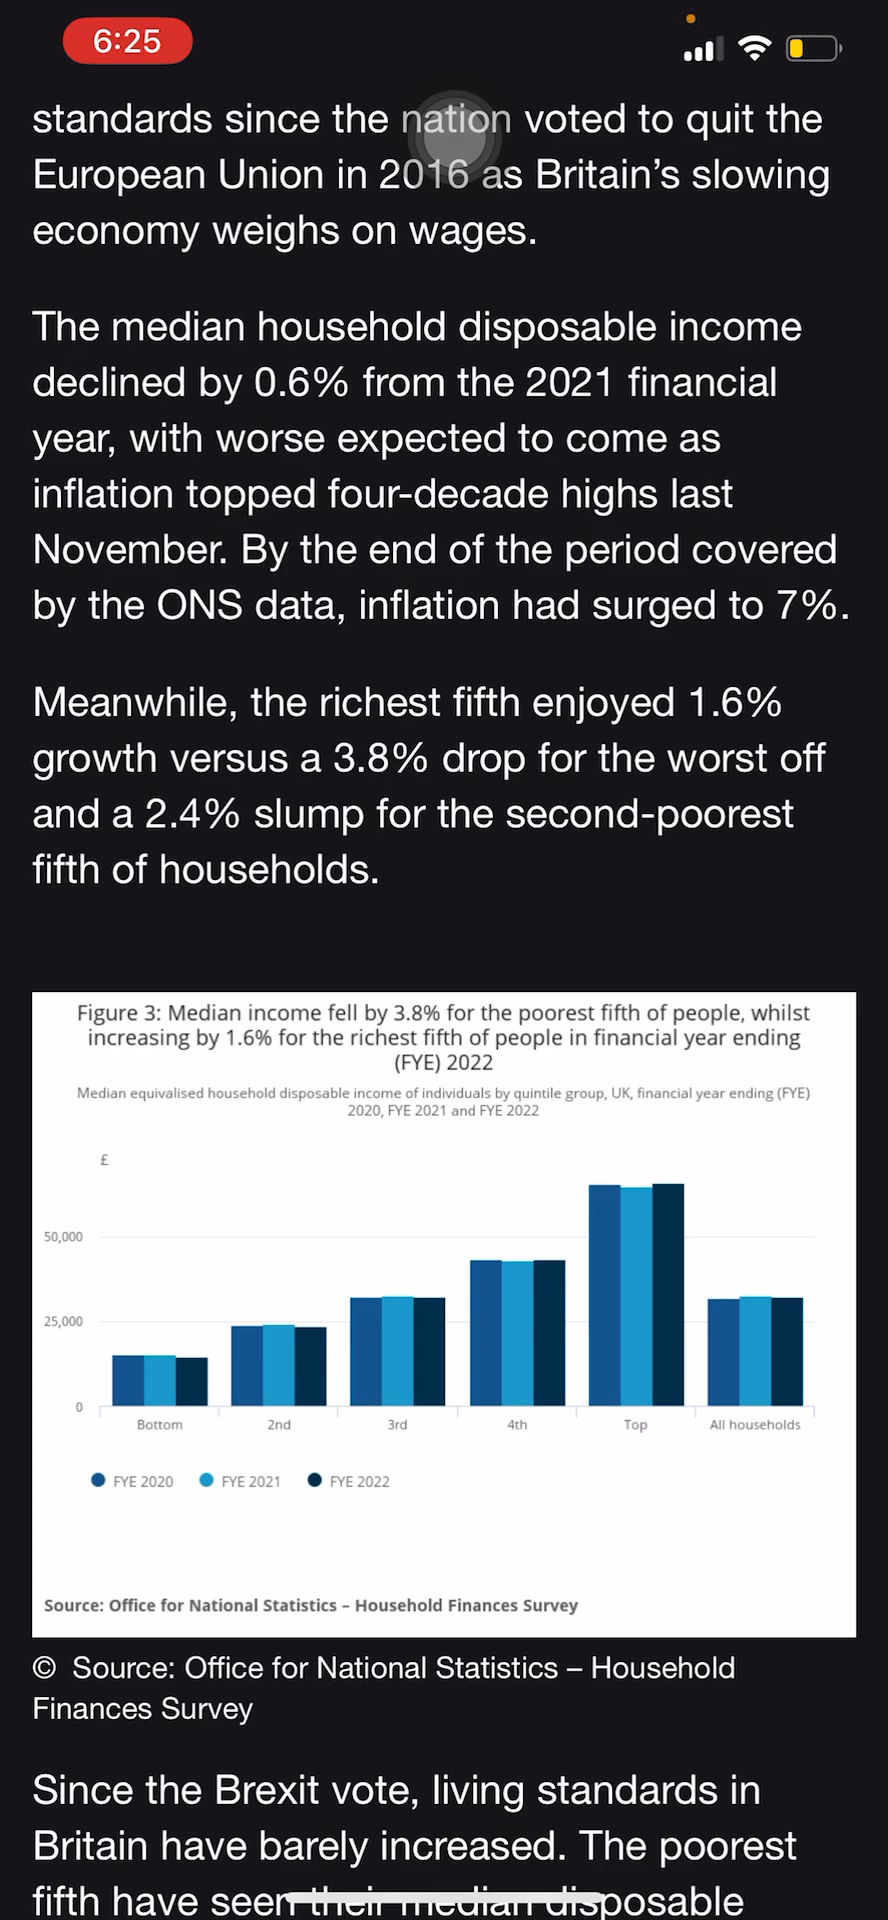 6:25
standards since the nation voted to quit the
European Union in 2016 as Britain’s slowing
economy weighs on wages.
The median household disposable income
declined by 0.6% from the 2021 financial
year, with worse expected to come as
inflation topped four-decade highs last
November. By the end of the period covered
by the ONS data, inflation had surged to 7%.
Meanwhile, the richest fifth enjoyed 1.6%
growth versus a 3.8% drop for the worst off
and a 2.4% slump for the second-poorest
fifth of households.
Figure 3: Median income fell by 3.8% for the poorest fifth of people, whilst
increasing by 1.6% for the richest fifth of people in financial year ending
(FYE) 2022
Median equivalised household disposable income of individuals by quintile group, UK, financial year ending (FYE)
2020, FYE 2021 and FYE 2022
£
50,000
25,000
0
Bottom 2nd 3rd 4th Top All households
FYE 2020 FYE 2021 FYE 2022
Source: Office for National Statistics – Household Finances Survey
© Source: Office for National Statistics – Household
Finances Survey
Since the Brexit vote, living standards in
Britain have barely increased. The poorest
fifth have seen their median disposable